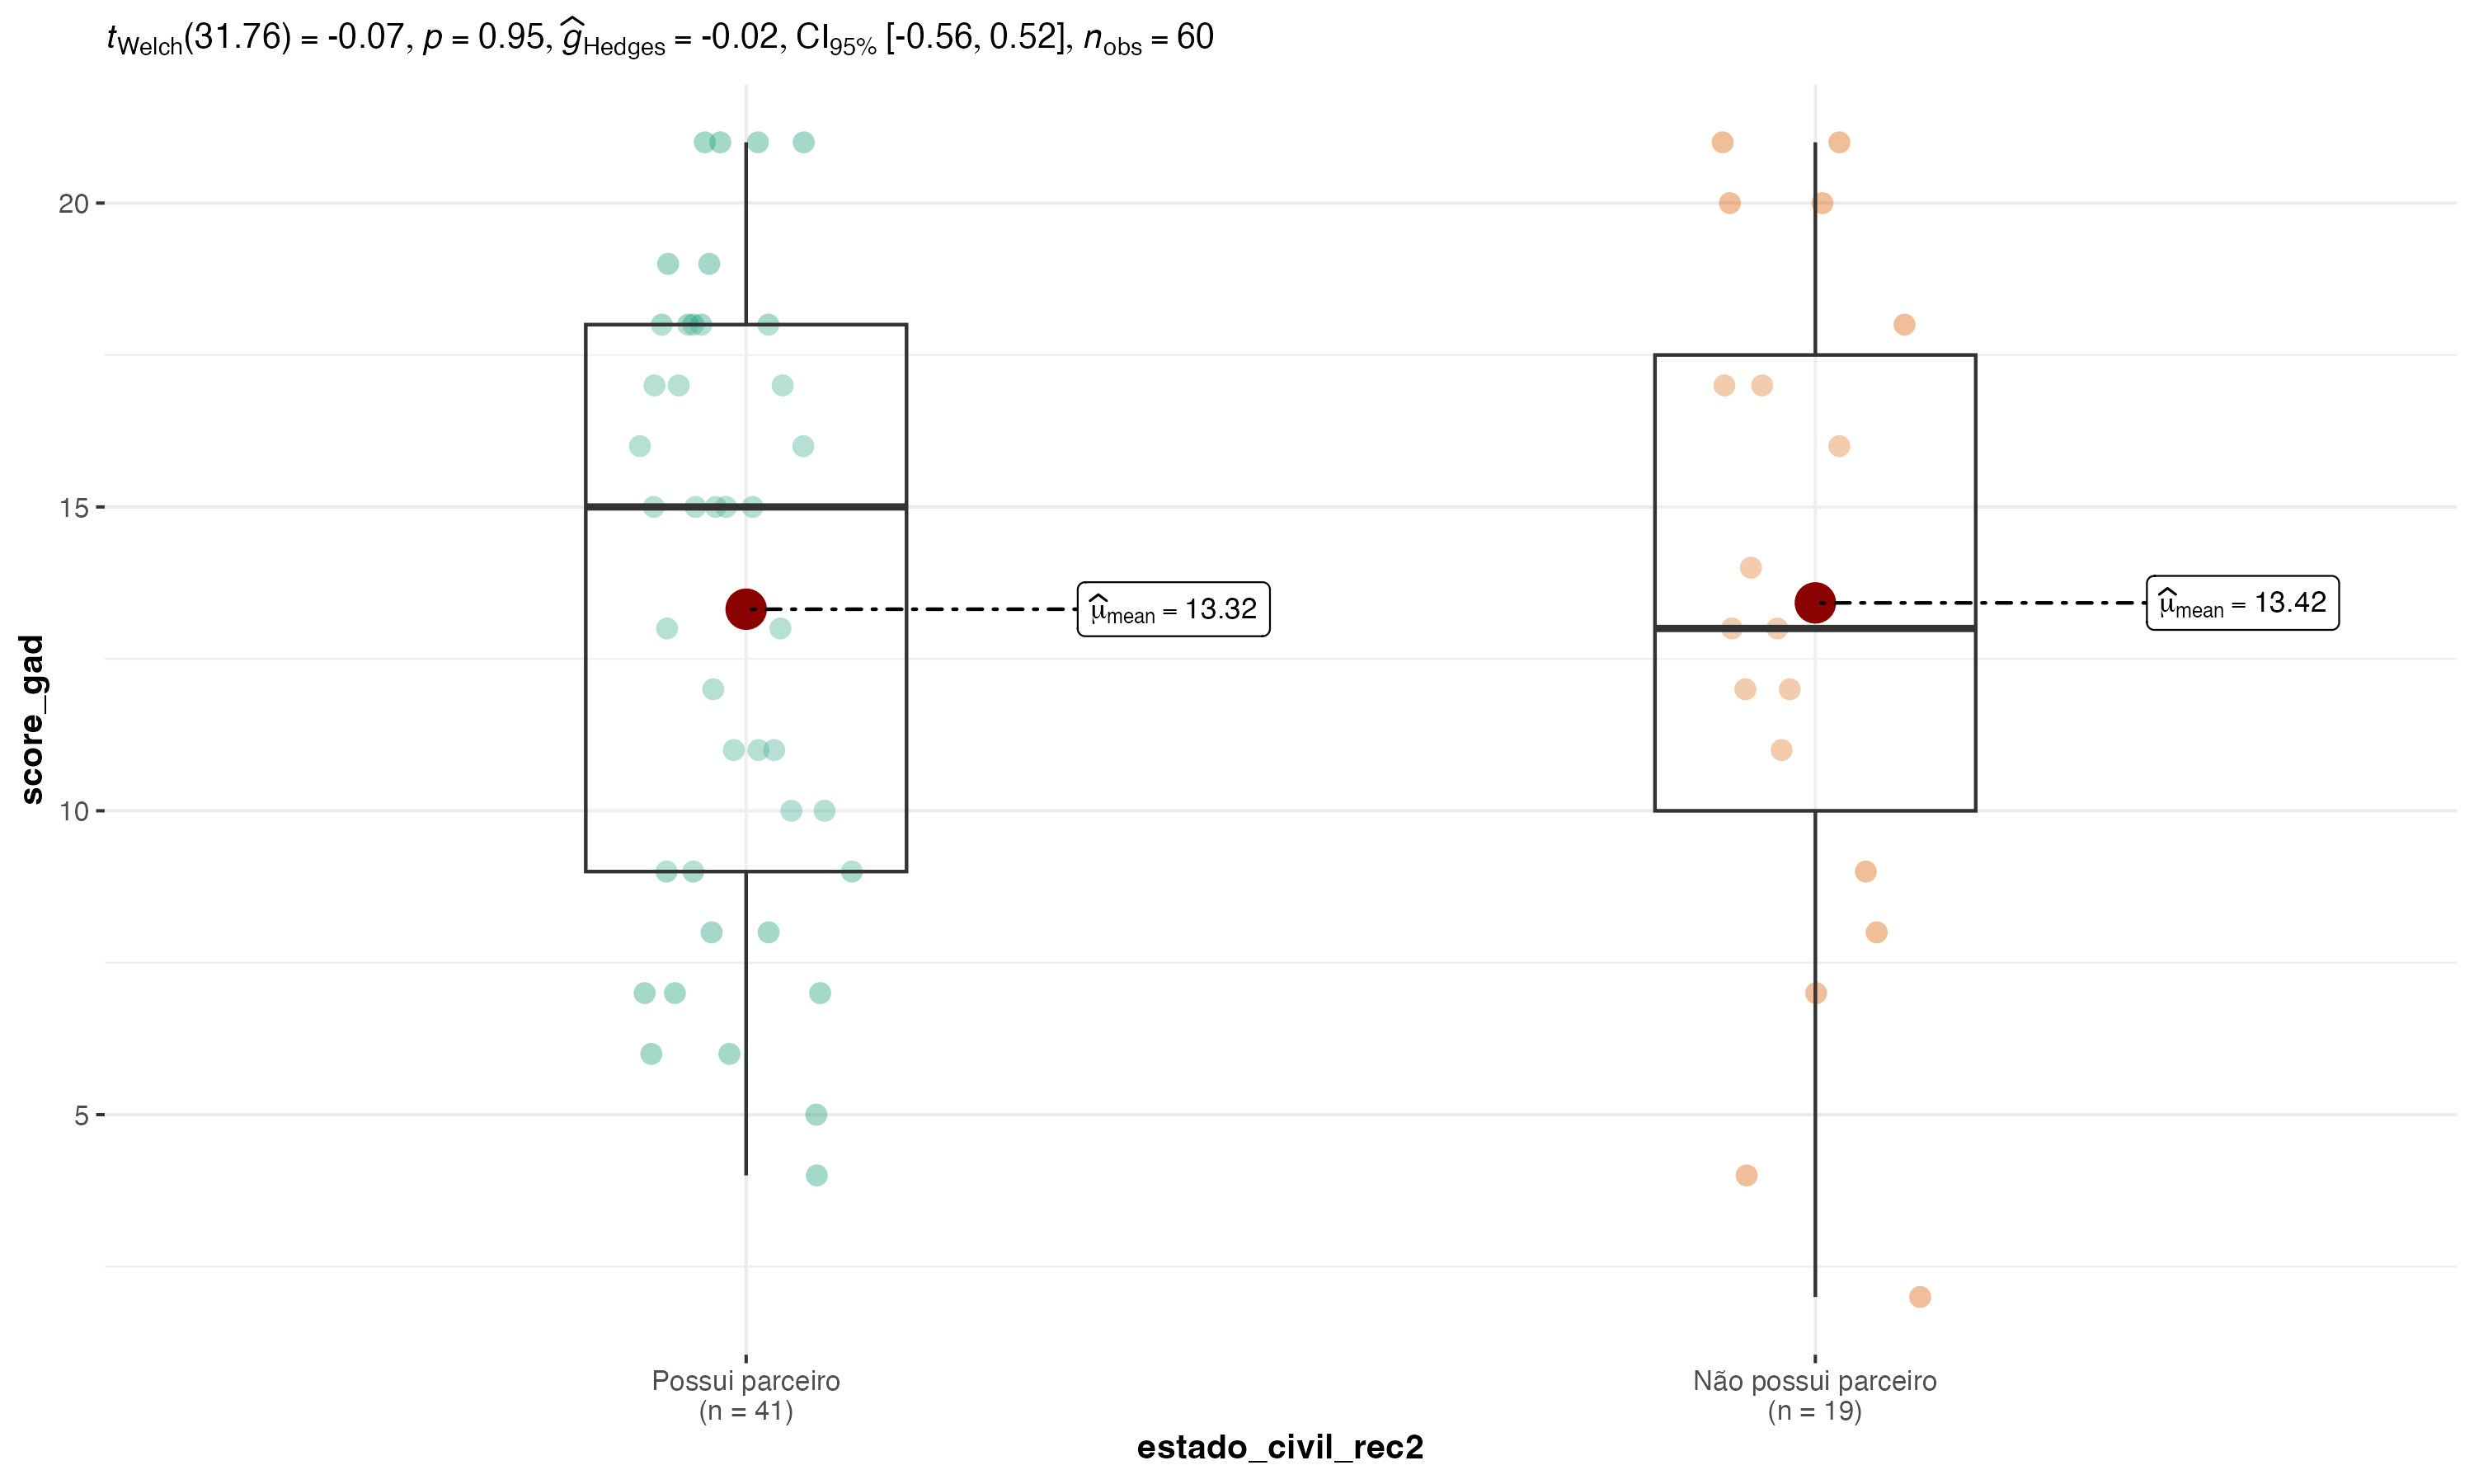 t_Welch(31.76) = -0.07, p = 0.95, ĝ_Hedges = -0.02, CI_95% [-0.56, 0.52], n_obs = 60
score_gad
20
15
10
5
μ̂_mean = 13.32
μ̂_mean = 13.42
Possui parceiro
(n = 41)
Não possui parceiro
(n = 19)
estado_civil_rec2